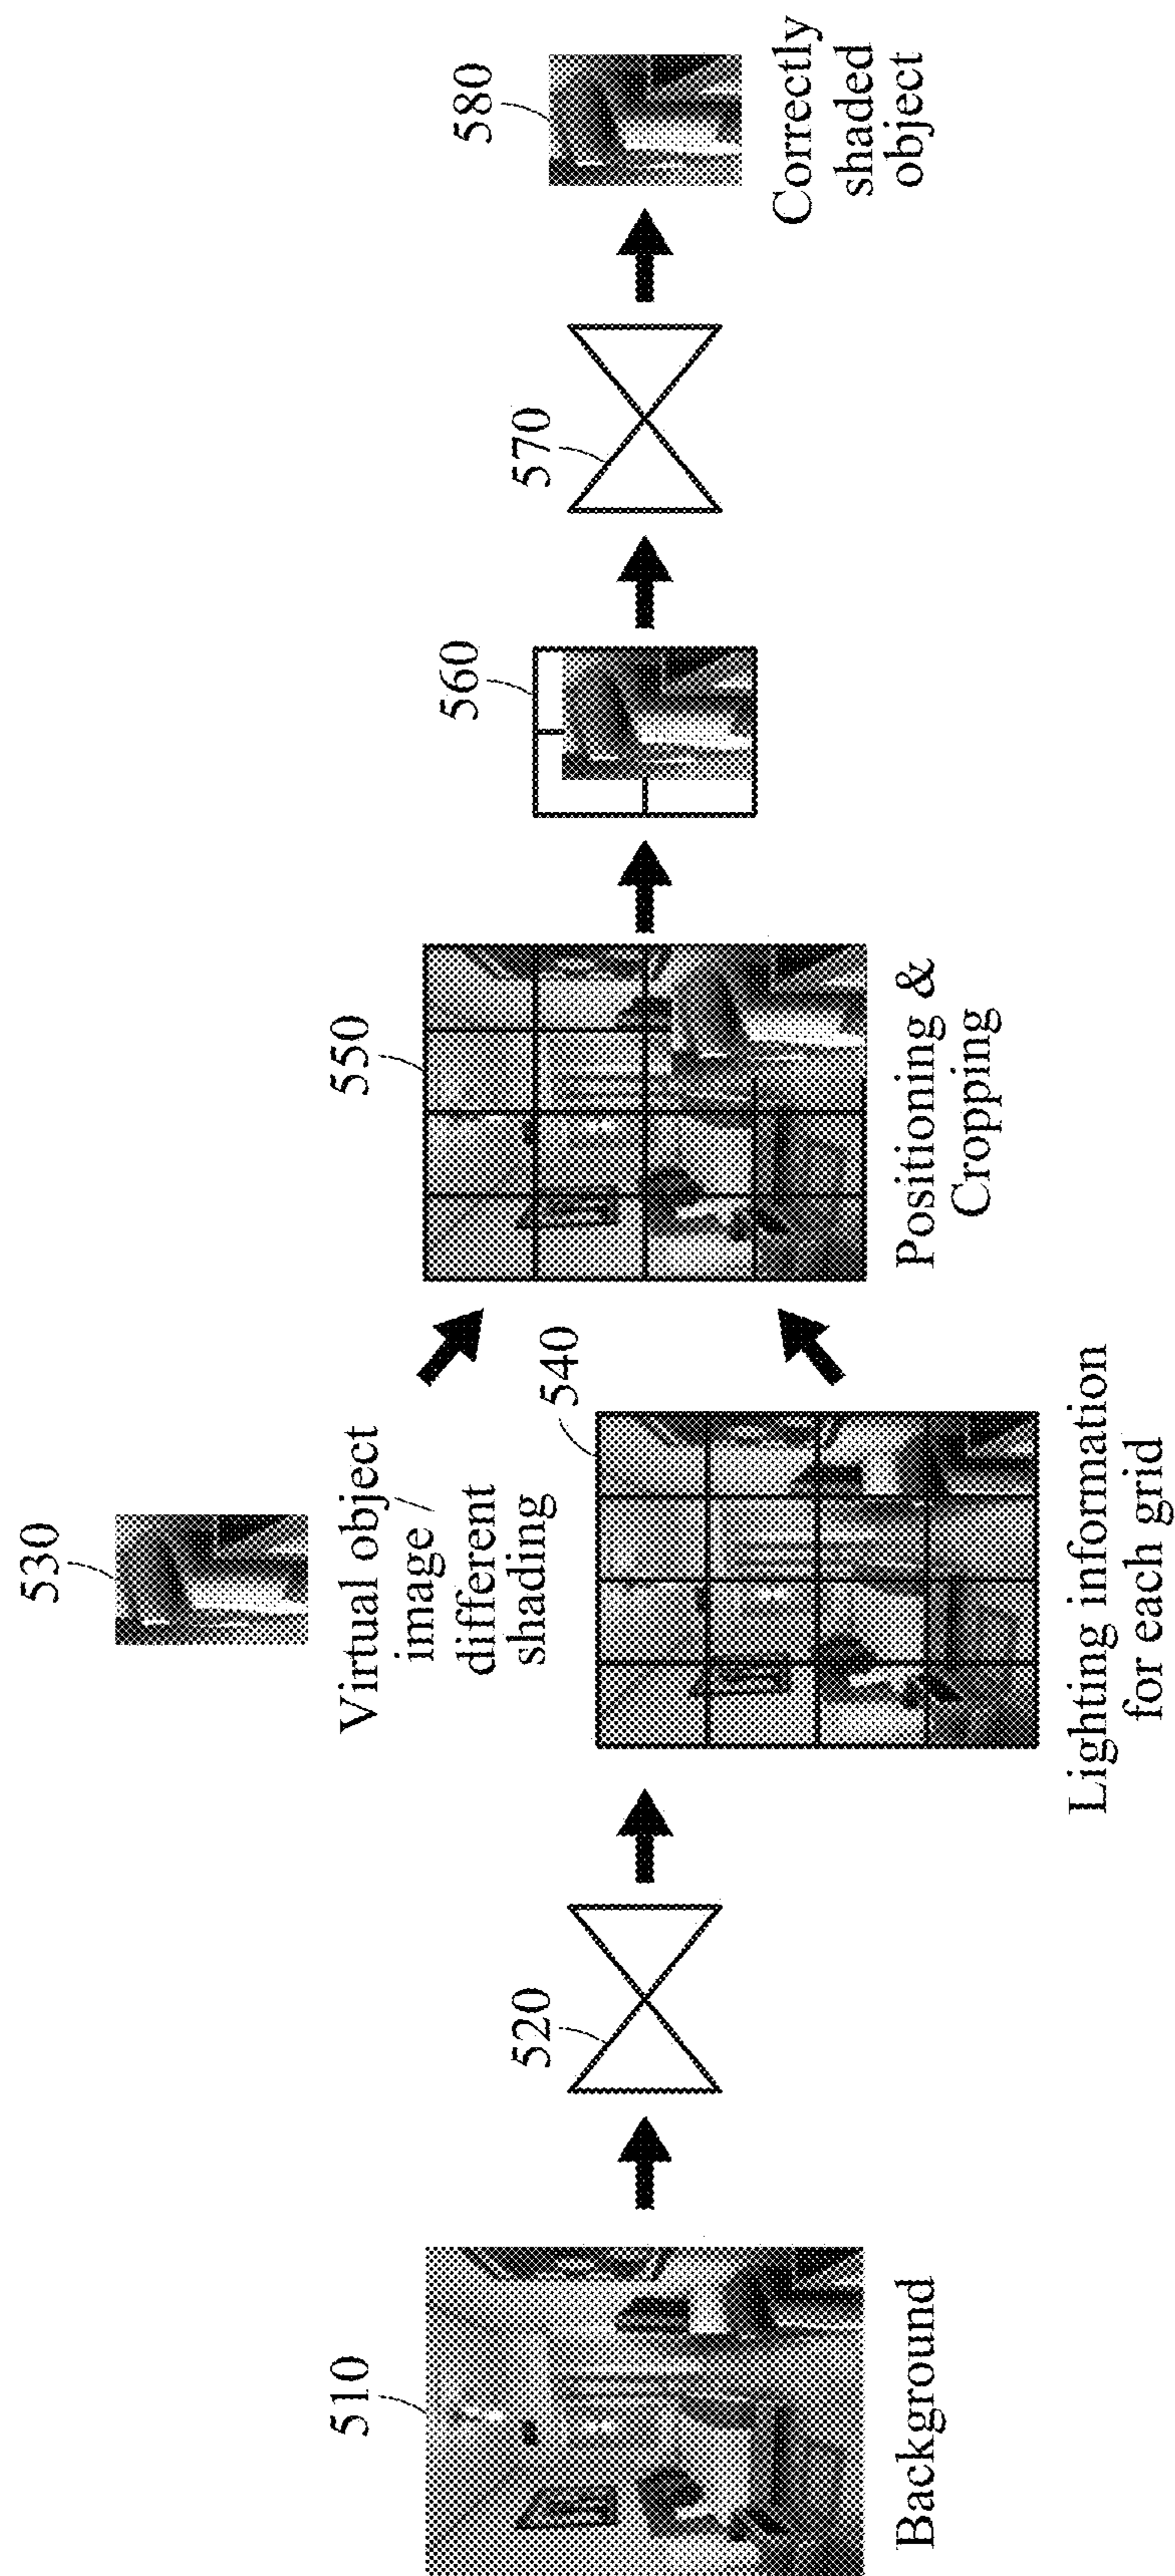 510
Background
520
530
Virtual object
image /
different
shading
540
Lighting information
for each grid
550
Positioning &
Cropping
560
570
580
Correctly
shaded
object